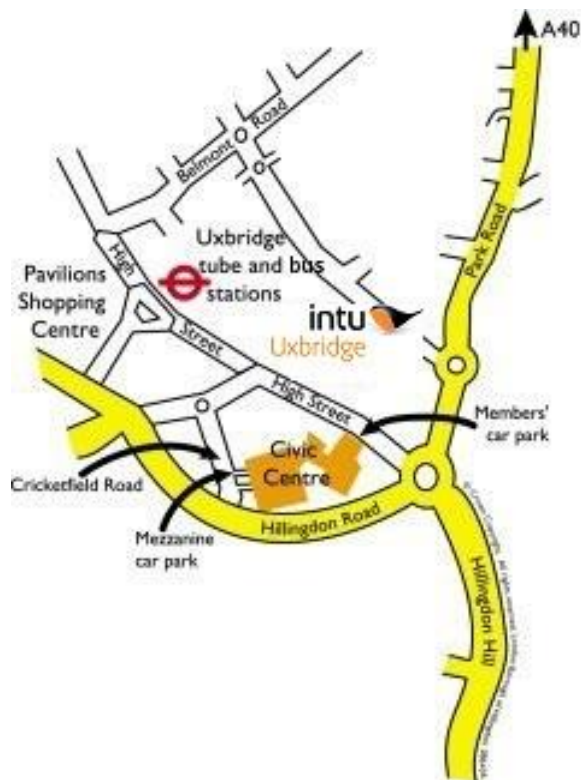 A40
Belmont Road
Park Road
High
Street
Uxbridge
tube and bus
stations
Pavilions
Shopping
Centre
intu
Uxbridge
High Street
Members'
car park
Civic
Centre
Cricketfield Road
Mezzanine
car park
Hillingdon Road
Hillingdon Hill